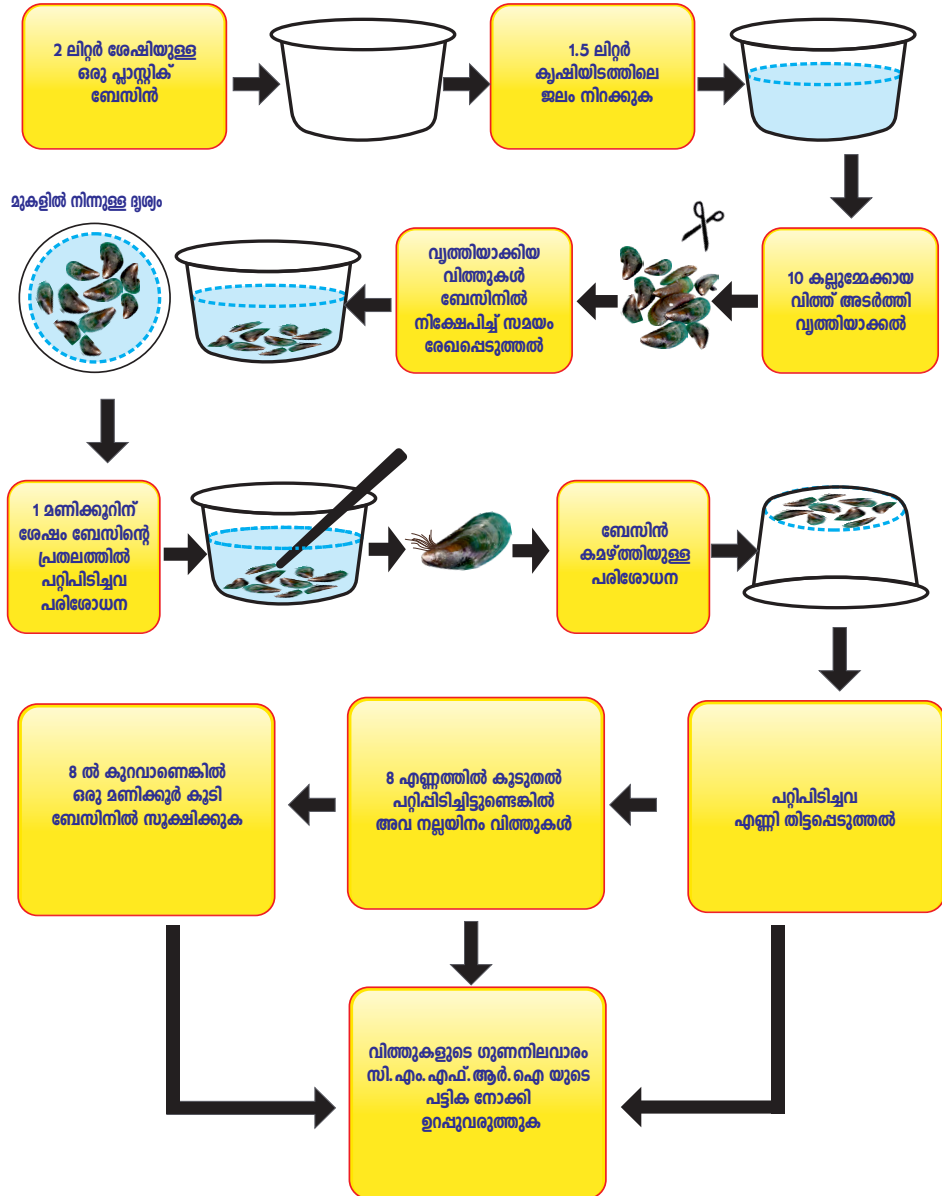 2 ലിറ്റർ ശേഷിയുള്ള
ഒരു പ്ലാസ്റ്റിക്
ബേസിൻ
1.5 ലിറ്റർ
കൃഷിയിടത്തിലെ
ജലം നിറക്കുക
മുകളിൽ നിന്നുള്ള ദൃശ്യം
10 കല്ലുമ്മേക്കായ
വിത്ത് അടർത്തി
വൃത്തിയാക്കൽ
വൃത്തിയാക്കിയ
വിത്തുകൾ
ബേസിനിൽ
നിക്ഷേപിച്ച് സമയം
രേഖപ്പെടുത്തൽ
1 മണിക്കൂറിന്
ശേഷം ബേസിന്റെ
പ്രതലത്തിൽ
പറ്റിപിടിച്ചവ
പരിശോധന
ബേസിൻ
കമഴ്ത്തിയുള്ള
പരിശോധന
പറ്റിപിടിച്ചവ
എണ്ണി തിട്ടപ്പെടുത്തൽ
8 എണ്ണത്തിൽ കൂടുതൽ
പറ്റിപ്പിടിച്ചിട്ടുണ്ടെങ്കിൽ
അവ നല്ലയിനം വിത്തുകൾ
8 ൽ കുറവാണെങ്കിൽ
ഒരു മണിക്കൂർ കൂടി
ബേസിനിൽ സൂക്ഷിക്കുക
വിത്തുകളുടെ ഗുണനിലവാരം
സി.എം.എഫ്.ആർ.ഐ യുടെ
പട്ടിക നോക്കി
ഉറപ്പുവരുത്തുക